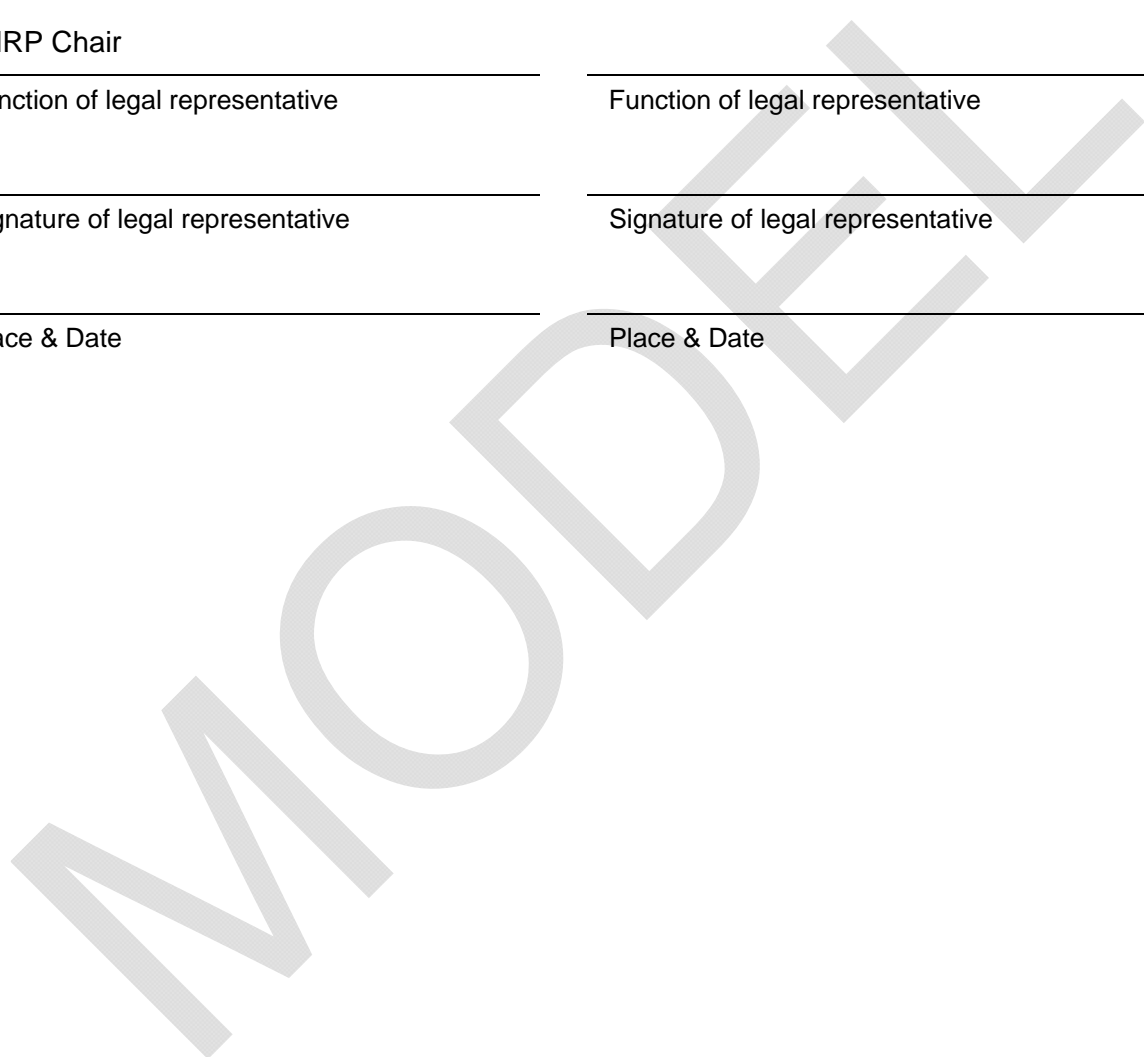 RP Chair
nction of legal representative
Function of legal representative
gnature of legal representative
Signature of legal representative
ace & Date
Place & Date
MODEL